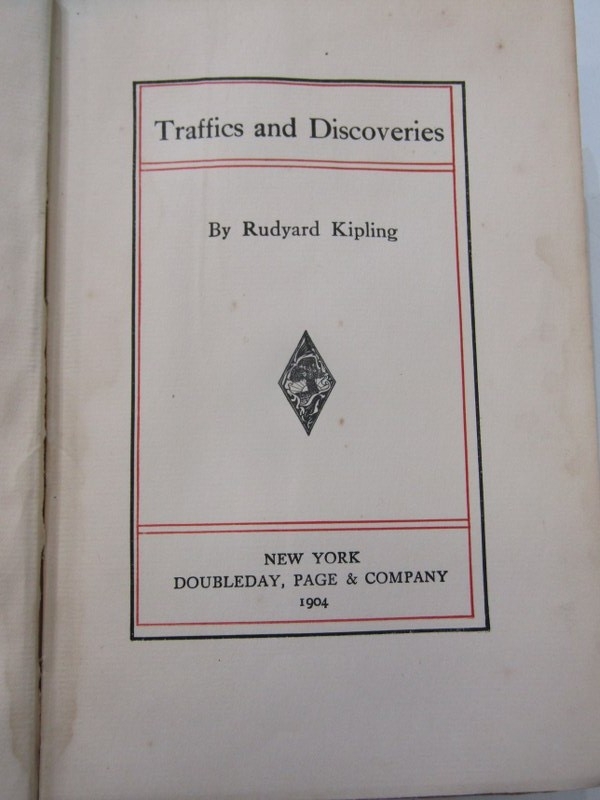 Traffics and Discoveries
By Rudyard Kipling
NEW YORK
DOUBLEDAY, PAGE & COMPANY
1904